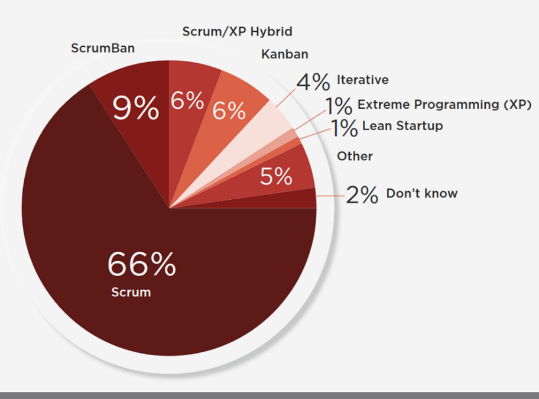 Scrum/XP Hybrid
ScrumBan
Kanban
4% Iterative
9%
6%
6%
1% Extreme Programming (XP)
1% Lean Startup
Other
5%
2% Don't know
66%
Scrum